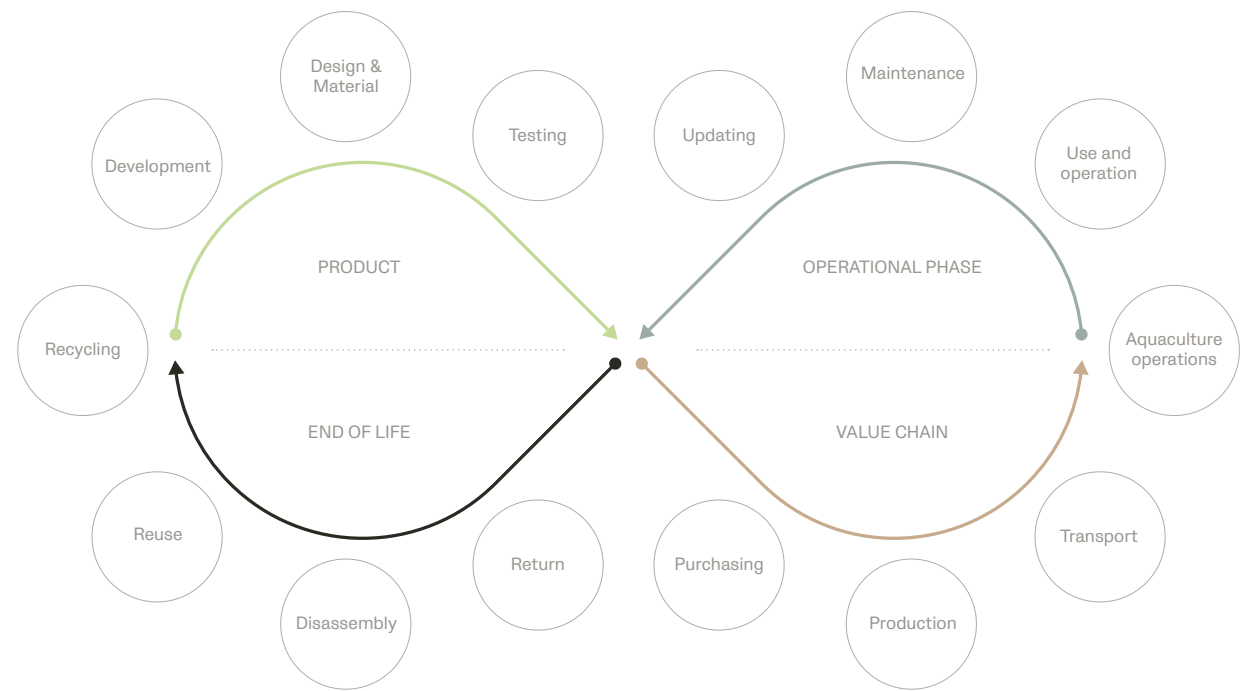 Design &
Material
Maintenance
Testing
Updating
Development
Use and
operation
PRODUCT
OPERATIONAL PHASE
Recycling
Aquaculture
operations
END OF LIFE
VALUE CHAIN
Reuse
Transport
Return
Purchasing
Disassembly
Production